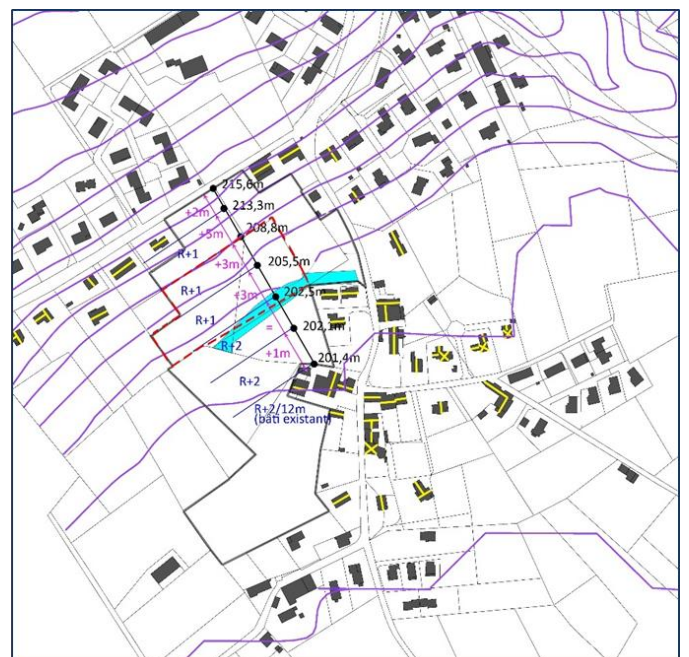 215,6m
+2m
213,3m
+5m
208,8m
R+1
+3m
205,5m
R+1
+3m
202,5m
R+1
=
202,1m
R+2
+1m
201,4m
R+2
R+2/12m
(bâti existant)